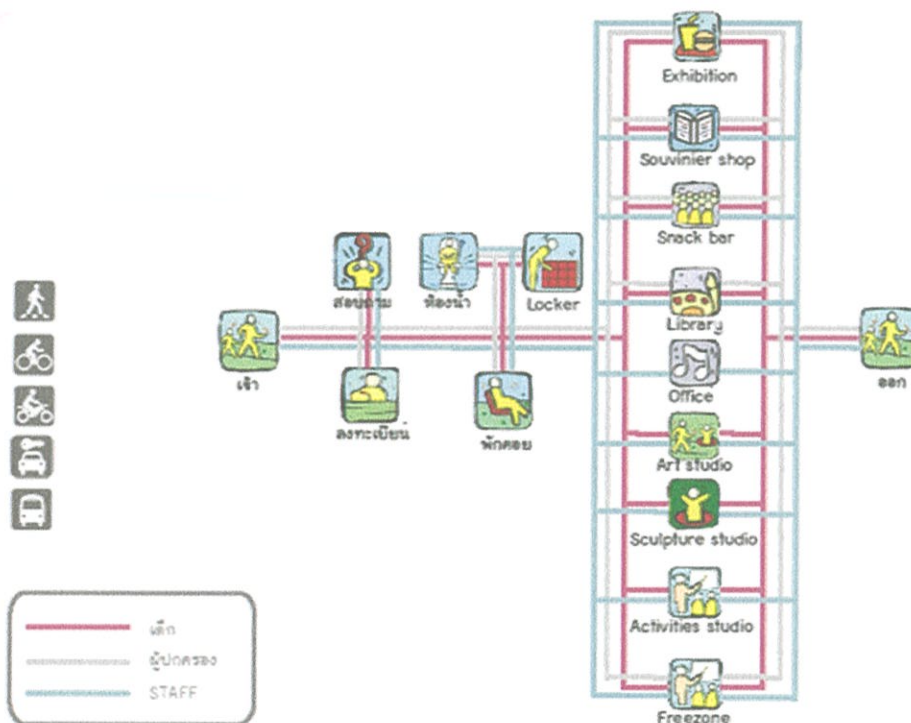 Exhibition
Souvinier shop
Snack bar
สอบถาม
ห้องน้ำ
Locker
Library
เข้า
ออก
Office
ลงทะเบียน
พักคอย
Art studio
Sculpture studio
เด็ก
ผู้ปกครอง
STAFF
Activities studio
Freezone